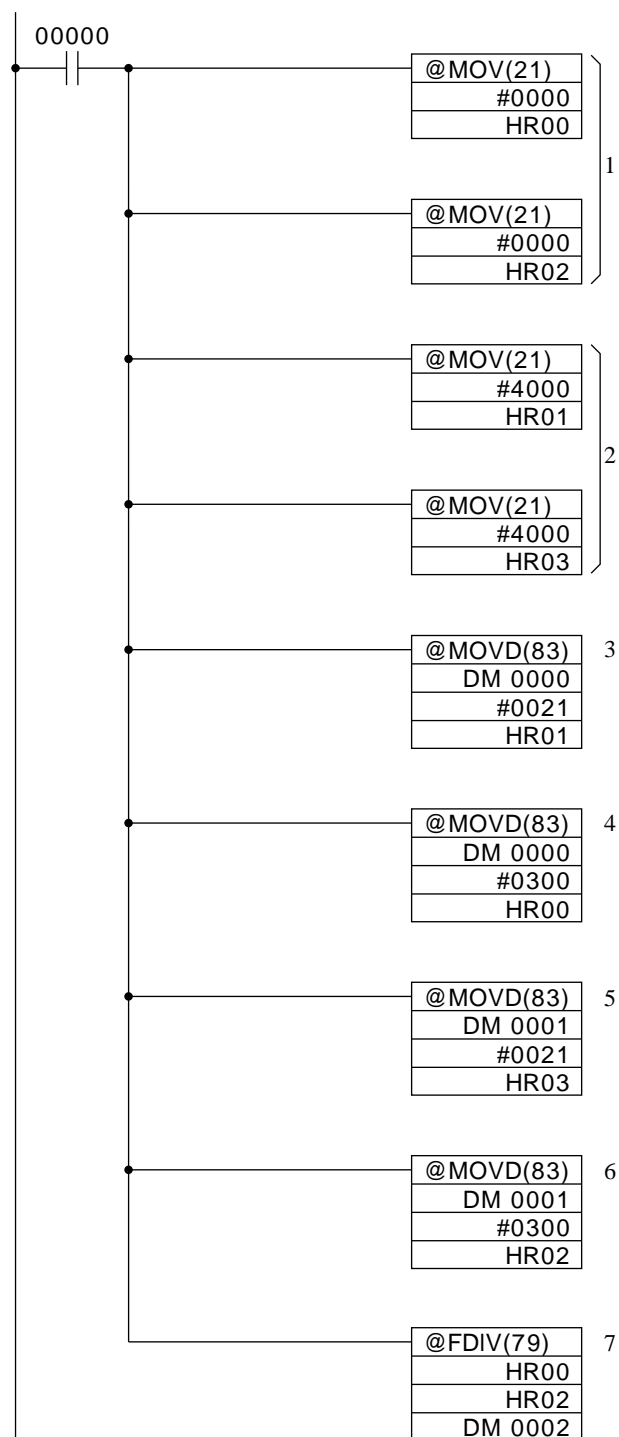 00000
@MOV(21)
#0000
HR00
1
@MOV(21)
#0000
HR02
@MOV(21)
#4000
HR01
2
@MOV(21)
#4000
HR03
@MOVD(83) 3
DM 0000
#0021
HR01
@MOVD(83) 4
DM 0000
#0300
HR00
@MOVD(83) 5
DM 0001
#0021
HR03
@MOVD(83) 6
DM 0001
#0300
HR02
@FDIV(79) 7
HR00
HR02
DM 0002